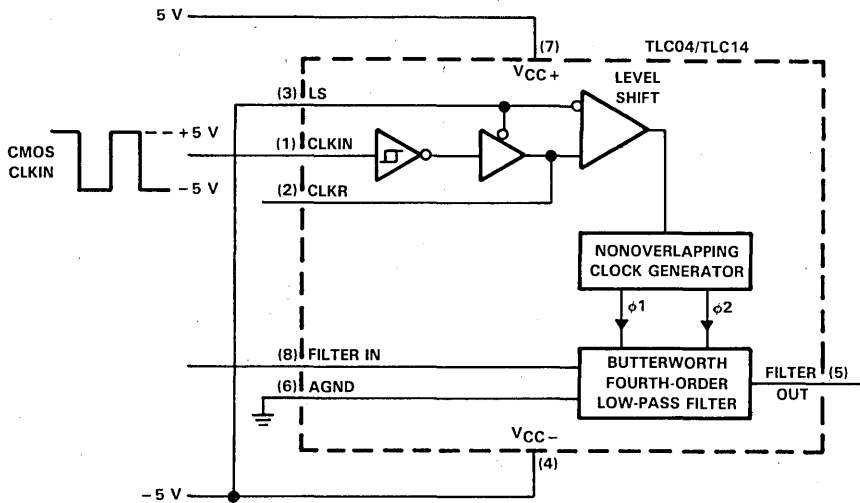 5 V
(7)
TLC04/TLC14
VCC+
LEVEL
SHIFT
(3) LS
CMOS
CLKIN
+5 V
-5 V
(1) CLKIN
(2) CLKR
NONOVERLAPPING
CLOCK GENERATOR
φ1
φ2
(8) FILTER IN
(6) AGND
BUTTERWORTH
FOURTH-ORDER
LOW-PASS FILTER
FILTER (5)
OUT
VCC-
(4)
-5 V